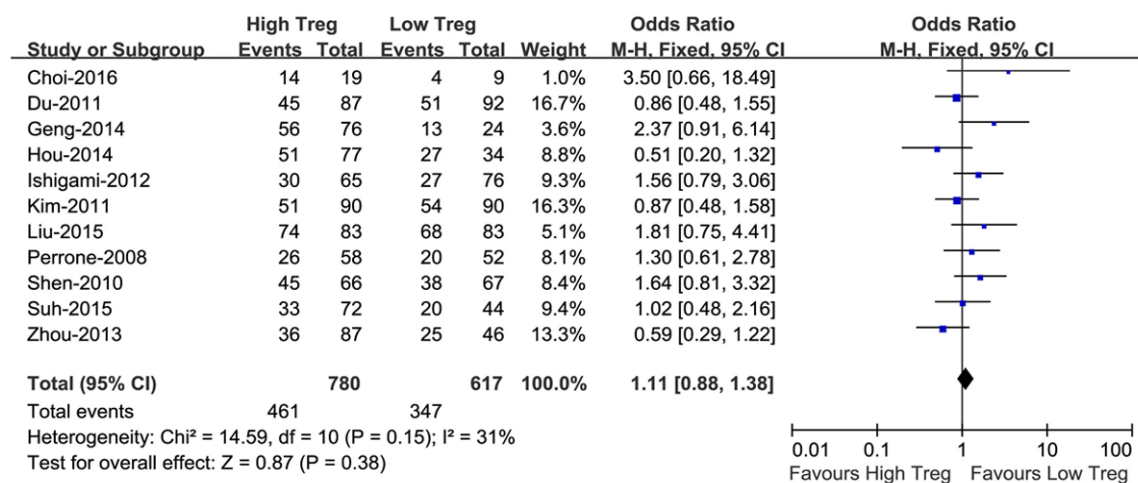 High Treg Low Treg Odds Ratio Odds Ratio
Study or Subgroup Events Total Events Total Weight M-H, Fixed, 95% CI M-H, Fixed, 95% CI
Choi-2016 14 19 4 9 1.0% 3.50 [0.66, 18.49]
Du-2011 45 87 51 92 16.7% 0.86 [0.48, 1.55]
Geng-2014 56 76 13 24 3.6% 2.37 [0.91, 6.14]
Hou-2014 51 77 27 34 8.8% 0.51 [0.20, 1.32]
Ishigami-2012 30 65 27 76 9.3% 1.56 [0.79, 3.06]
Kim-2011 51 90 54 90 16.3% 0.87 [0.48, 1.58]
Liu-2015 74 83 68 83 5.1% 1.81 [0.75, 4.41]
Perrone-2008 26 58 20 52 8.1% 1.30 [0.61, 2.78]
Shen-2010 45 66 38 67 8.2% 1.64 [0.81, 3.32]
Suh-2015 33 72 20 44 9.4% 1.02 [0.48, 2.16]
Zhou-2013 36 87 25 46 13.3% 0.59 [0.29, 1.22]
Total (95% CI) 780 617 100.0% 1.11 [0.88, 1.38]
Total events 461 347
Heterogeneity: Chi² = 14.59, df = 10 (P = 0.15); I² = 31%
Test for overall effect: Z = 0.87 (P = 0.38)
0.01 0.1 1 10 100
Favours High Treg Favours Low Treg